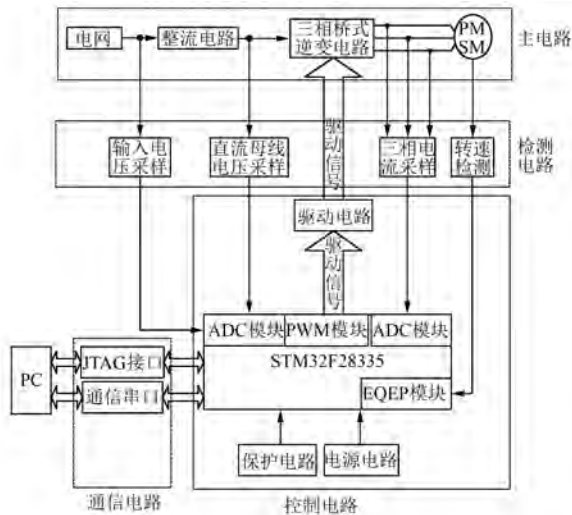 电网
整流电路
三相桥式
逆变电路
PM
SM
主电路
输入电
压采样
直流母线
电压采样
驱动信号
三相电
流采样
转速
检测
检测
电路
驱动电路
驱动信号
ADC模块
PWM模块
ADC模块
STM32F28335
EQEP模块
PC
JTAG接口
通信串口
保护电路
电源电路
通信电路
控制电路